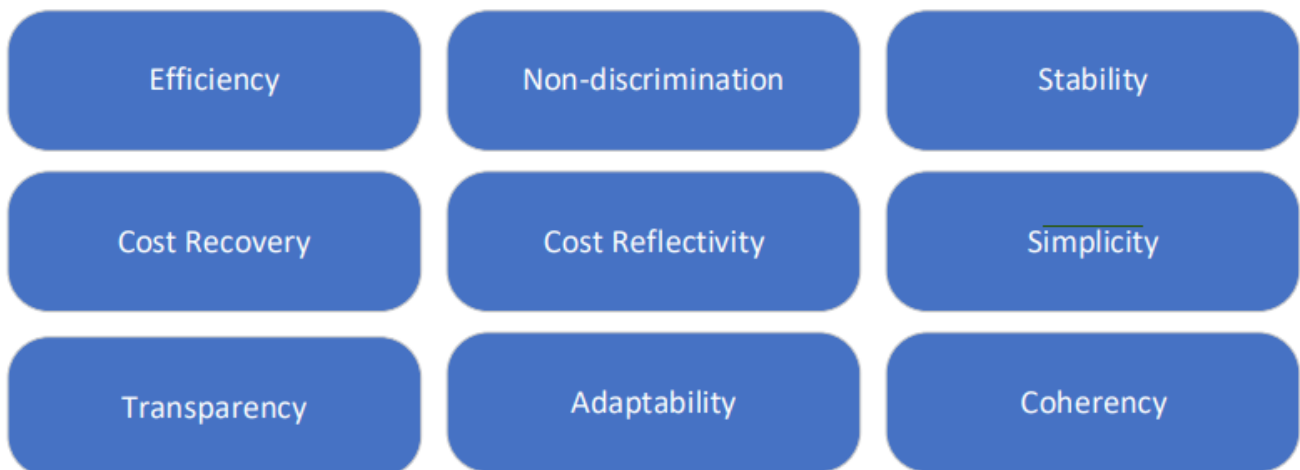 Efficiency
Non-discrimination
Stability
Cost Recovery
Cost Reflectivity
Simplicity
Transparency
Adaptability
Coherency